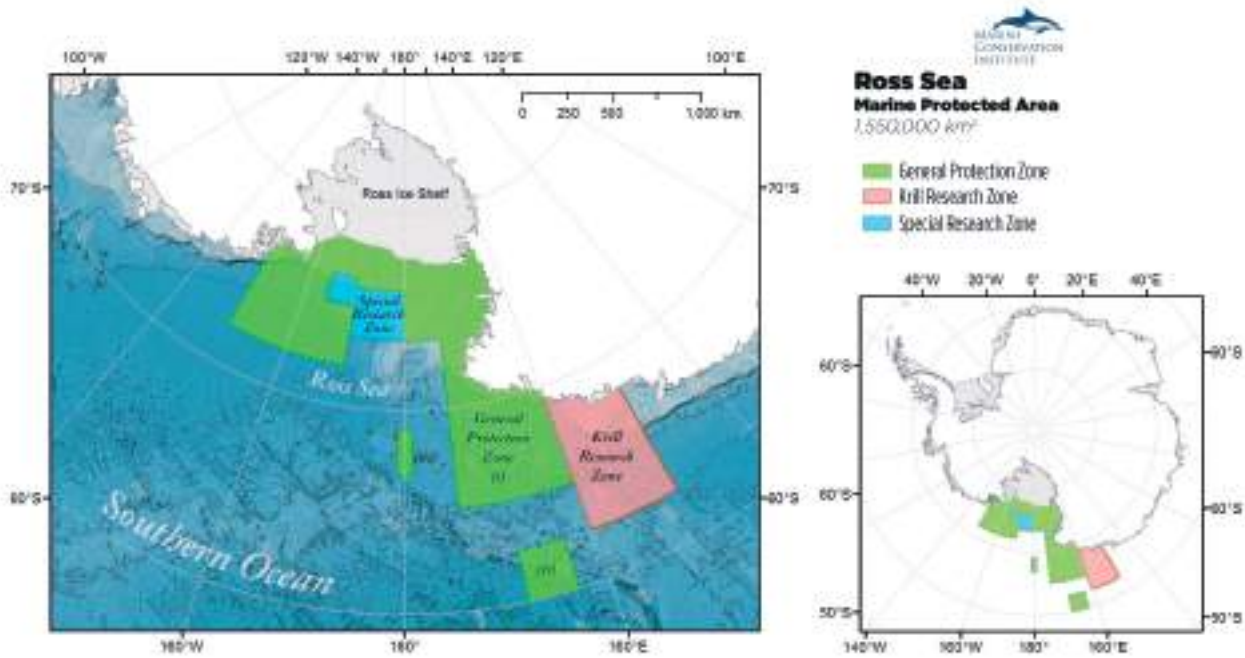 MARINE
CONSERVATION
INSTITUTE
Ross Sea
Marine Protected Area
1,550,000 km²
General Protection Zone
Krill Research Zone
Special Research Zone
100°W 120°W 140°W 180° 140°E 120°E 100°E
0 250 500 1,000 km
70°S 70°S
Ross Ice Shelf
Special
Research
Zone
Ross Sea
General
Protection
Zone
(i)
Krill
Research
Zone
60°S 60°S
Southern Ocean
160°W 180° 160°E
40°W 20°W 0° 20°E 40°E
60°S
60°S
50°S
140°W 160°W 180° 160°E